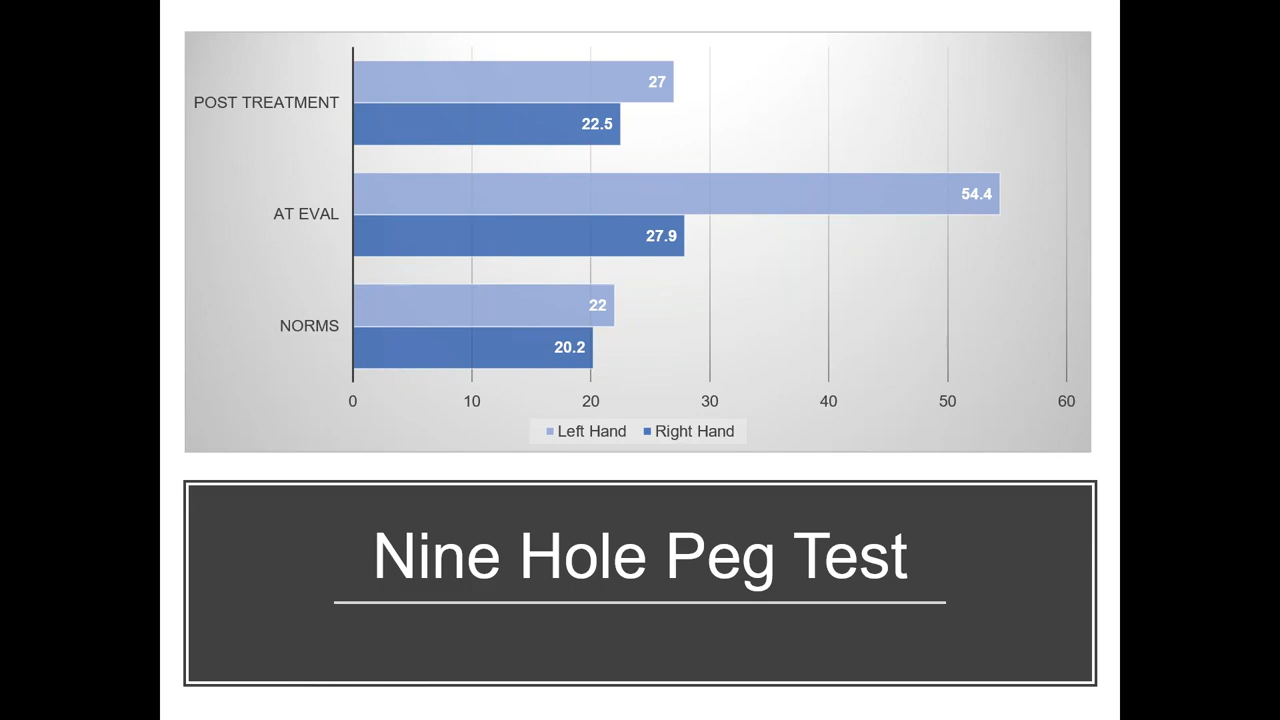 POST TREATMENT
27
22.5
AT EVAL
54.4
27.9
NORMS
22
20.2
0 10 20 30 40 50 60
Left Hand Right Hand
Nine Hole Peg Test